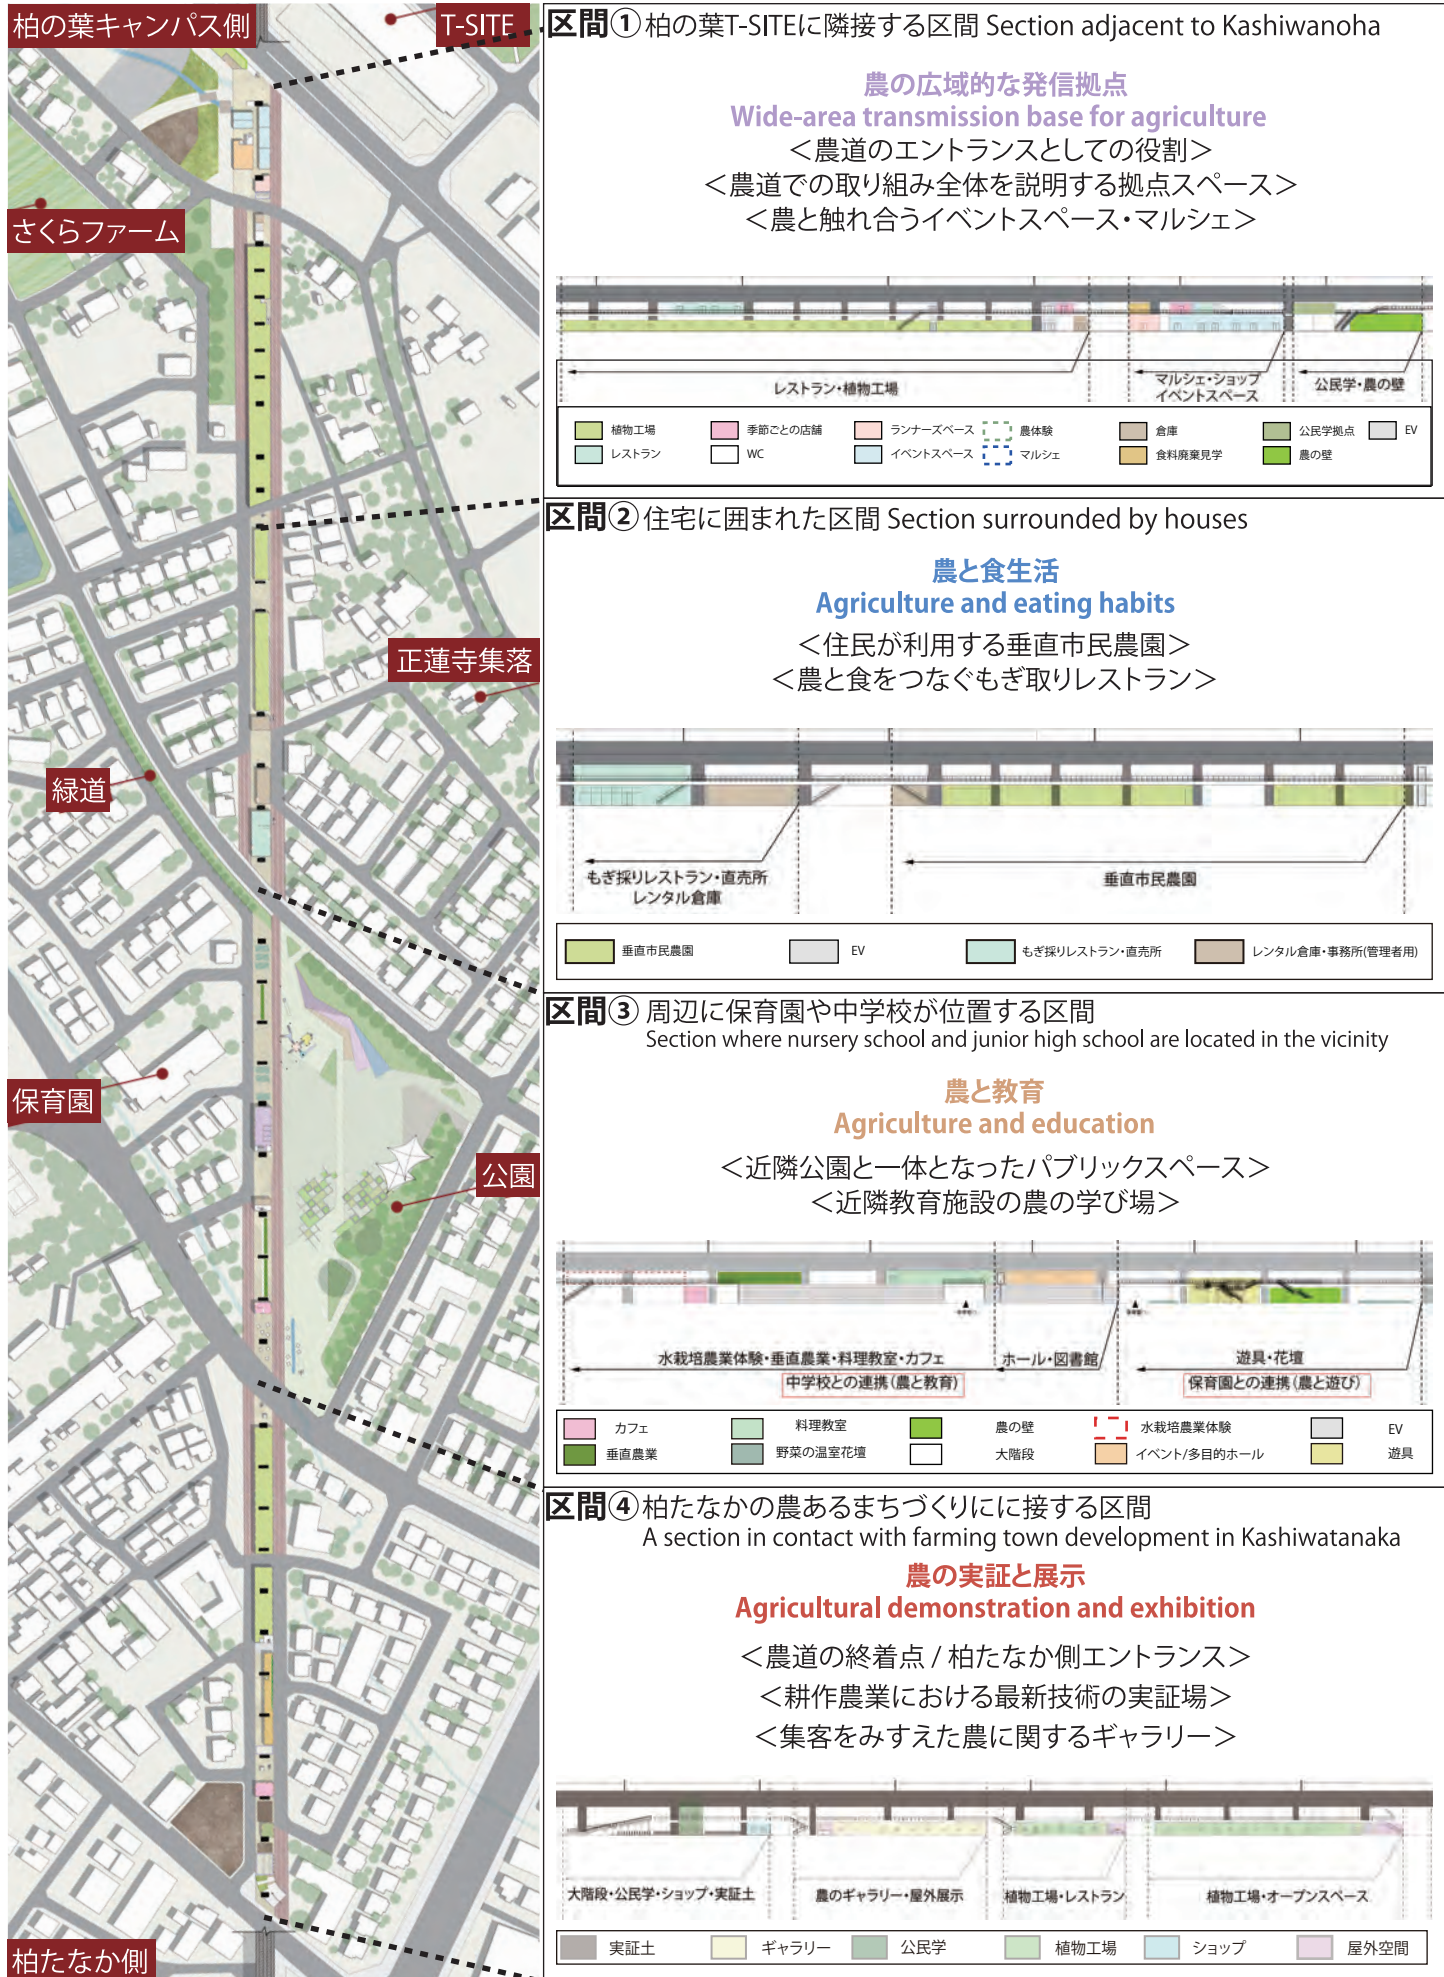 柏の葉キャンパス側
T-SITE
さくらファーム
正蓮寺集落
緑道
保育園
公園
柏たなか側
区間① 柏の葉T-SITEに隣接する区間 Section adjacent to Kashiwanoha
農の広域的な発信拠点
Wide-area transmission base for agriculture
＜農道のエントランスとしての役割＞
＜農道での取り組み全体を説明する拠点スペース＞
＜農と触れ合うイベントスペース・マルシェ＞
レストラン・植物工場
マルシェ・ショップ
イベントスペース
公民学・農の壁
植物工場 季節ごとの店舗 ランナーズベース 農体験 倉庫 公民学拠点 EV
レストラン WC イベントスペース マルシェ 食料廃棄見学 農の壁
区間② 住宅に囲まれた区間 Section surrounded by houses
農と食生活
Agriculture and eating habits
＜住民が利用する垂直市民農園＞
＜農と食をつなぐもぎ取りレストラン＞
もぎ採りレストラン・直売所
レンタル倉庫
垂直市民農園
垂直市民農園 EV もぎ採りレストラン・直売所 レンタル倉庫・事務所(管理者用)
区間③ 周辺に保育園や中学校が位置する区間
Section where nursery school and junior high school are located in the vicinity
農と教育
Agriculture and education
＜近隣公園と一体となったパブリックスペース＞
＜近隣教育施設の農の学び場＞
水栽培農業体験・垂直農業・料理教室・カフェ
中学校との連携(農と教育)
ホール・図書館
遊具・花壇
保育園との連携(農と遊び)
カフェ 料理教室 農の壁 水栽培農業体験 EV
垂直農業 野菜の温室花壇 大階段 イベント/多目的ホール 遊具
区間④ 柏たなかの農あるまちづくりにに接する区間
A section in contact with farming town development in Kashiwatanaka
農の実証と展示
Agricultural demonstration and exhibition
＜農道の終着点 / 柏たなか側エントランス＞
＜耕作農業における最新技術の実証場＞
＜集客をみすえた農に関するギャラリー＞
大階段・公民学・ショップ・実証土
農のギャラリー・屋外展示
植物工場・レストラン
植物工場・オープンスペース
実証土 ギャラリー 公民学 植物工場 ショップ 屋外空間